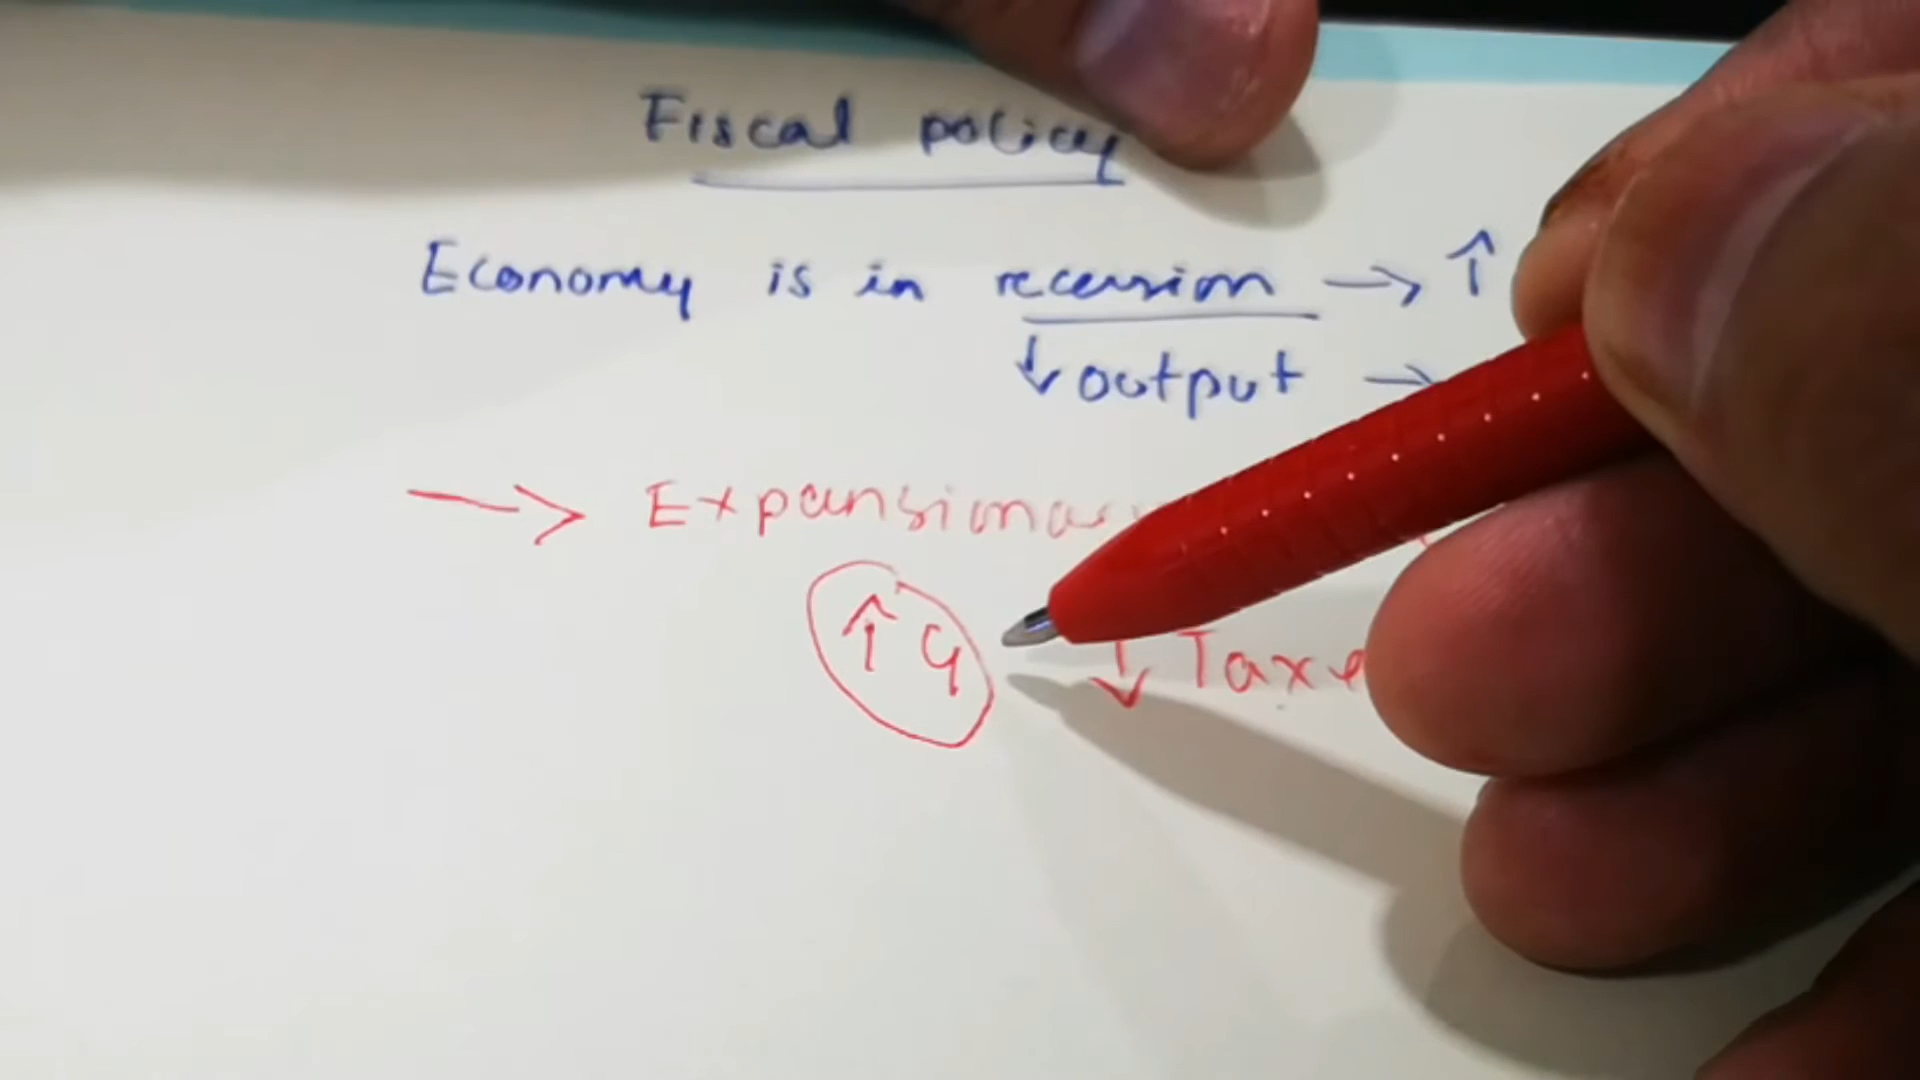 Fiscal policy
Economy is in recession → ↑
↓ output →
→ Expansionary
↑ G ↓ Taxe